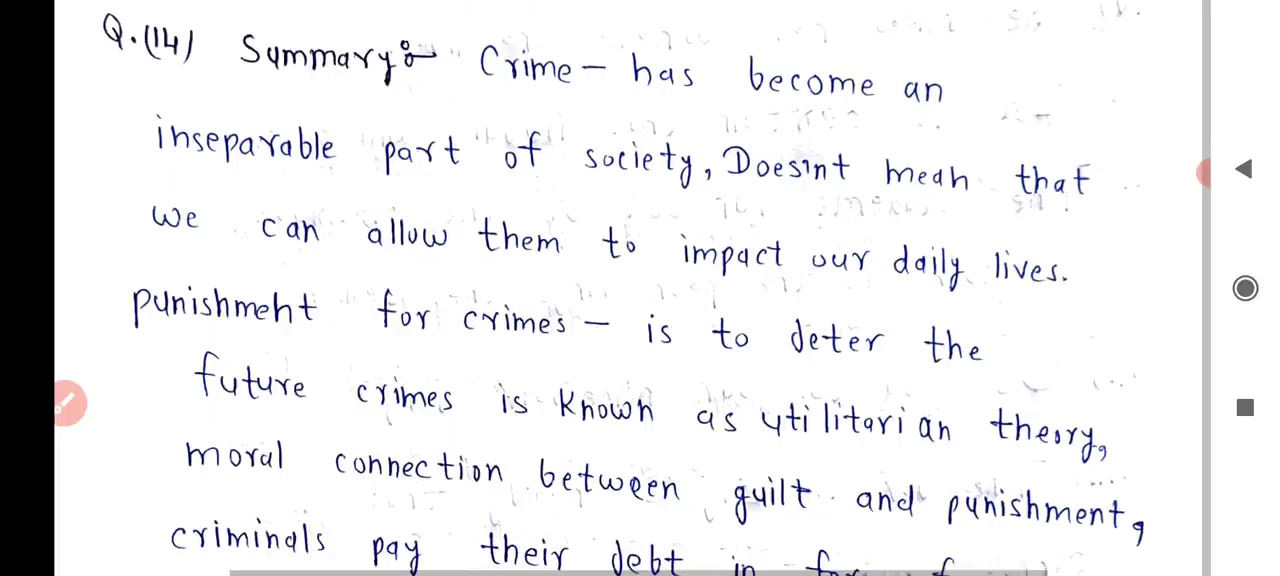 Q.(14) Summary:- Crime - has become an
inseparable part of society, Doesint mean that
we can allow them to impact our daily lives.
punishment for crimes - is to deter the
future crimes is known as utilitarian theory,
moral connection between guilt and punishment,
criminals pay their debt in for